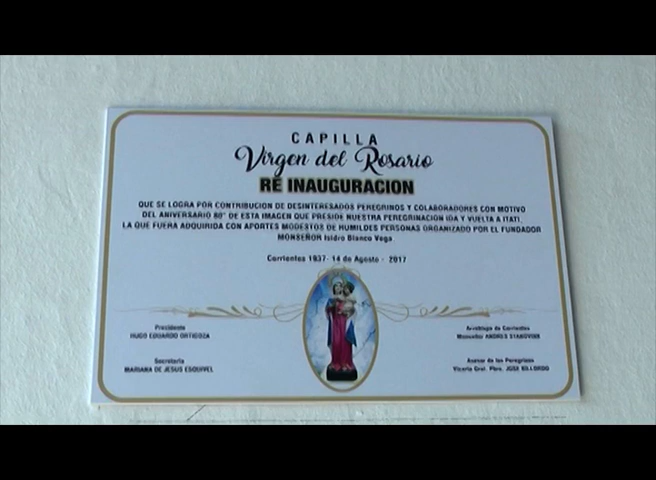 CAPILLA
Virgen del Rosario
RE INAUGURACION
QUE SE LOGRA POR CONTRIBUCION DE DESINTERESADOS PEREGRINOS Y COLABORADORES CON MOTIVO
DEL ANIVERSARIO 80° DE ESTA IMAGEN QUE PRESIDE NUESTRA PEREGRINACION IDA Y VUELTA A ITATI.
LA QUE FUERA ADQUIRIDA CON APORTES MODESTOS DE HUMILDES PERSONAS ORGANIZADO POR EL FUNDADOR
MONSEÑOR Isidro Blanco Vega
Corrientes 1937- 14 de Agosto - 2017
Presidente
HUGO EDUARDO ORTIGOZA
Arzobispo de Corrientes
Monseñor ANDRES STANOVNIK
Secretaria
MARIANA DE JESUS ESQUIVEL
Asesor de los Peregrinos
Vicario Gral. Pbro. JOSE BILLORDO